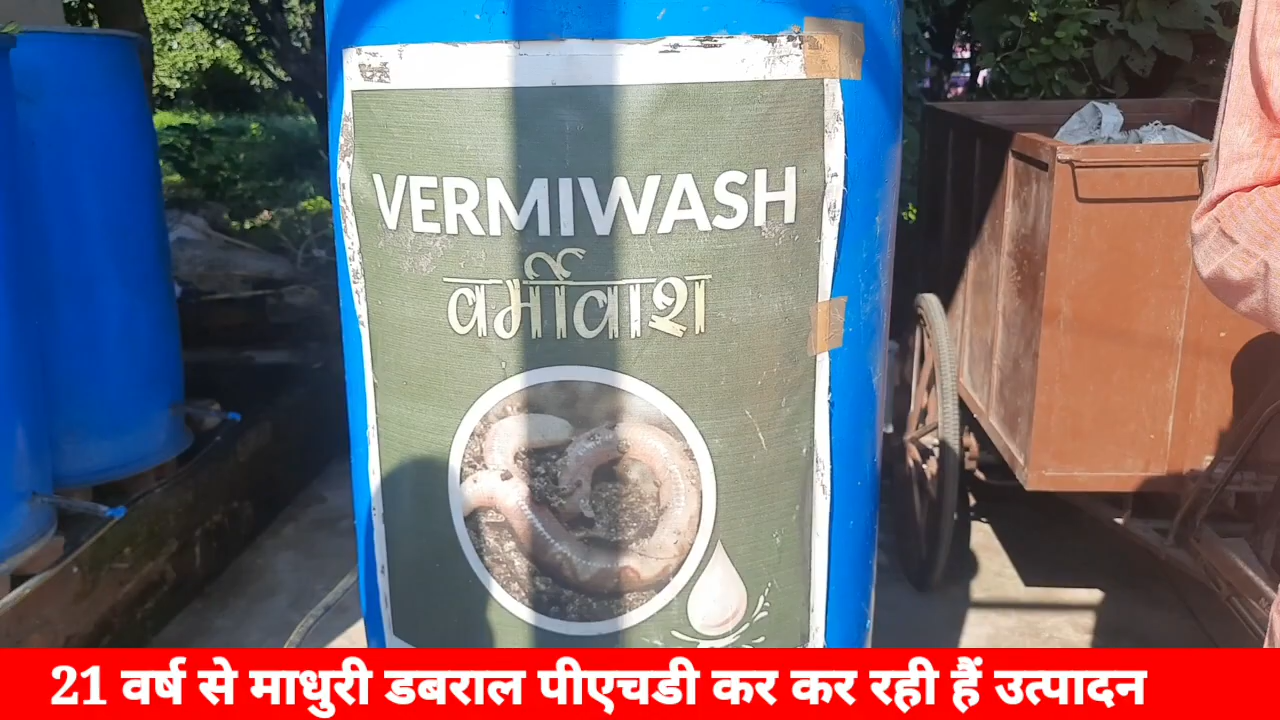 VERMIWASH
वर्मीवाश
21 वर्ष से माधुरी डबराल पीएचडी कर कर रही हैं उत्पादन